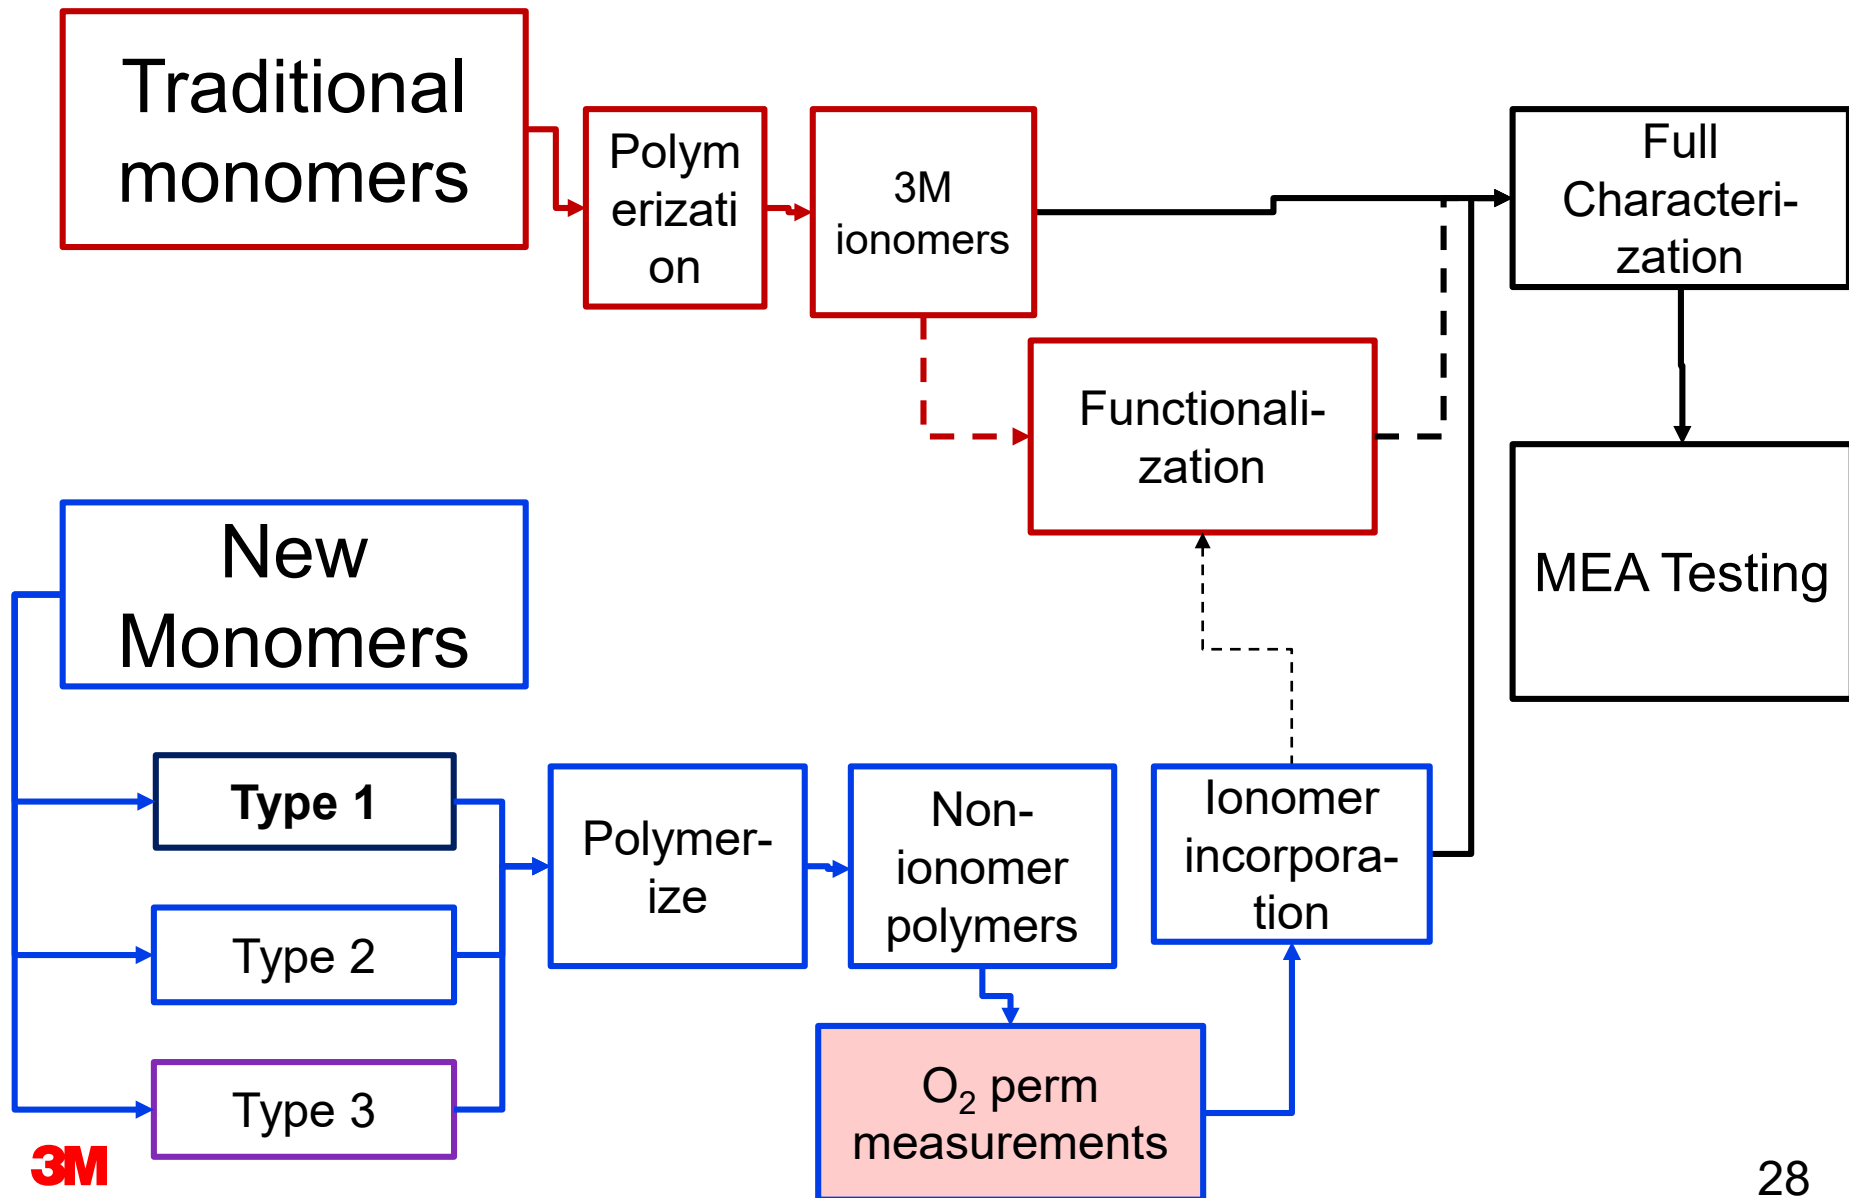 Traditional
monomers
Polym
erizati
on
3M
ionomers
Full
Characteri-
zation
Functionali-
zation
MEA Testing
New
Monomers
Type 1
Type 2
Type 3
Polymer-
ize
Non-
ionomer
polymers
Ionomer
incorpora-
tion
O₂ perm
measurements
3M
28